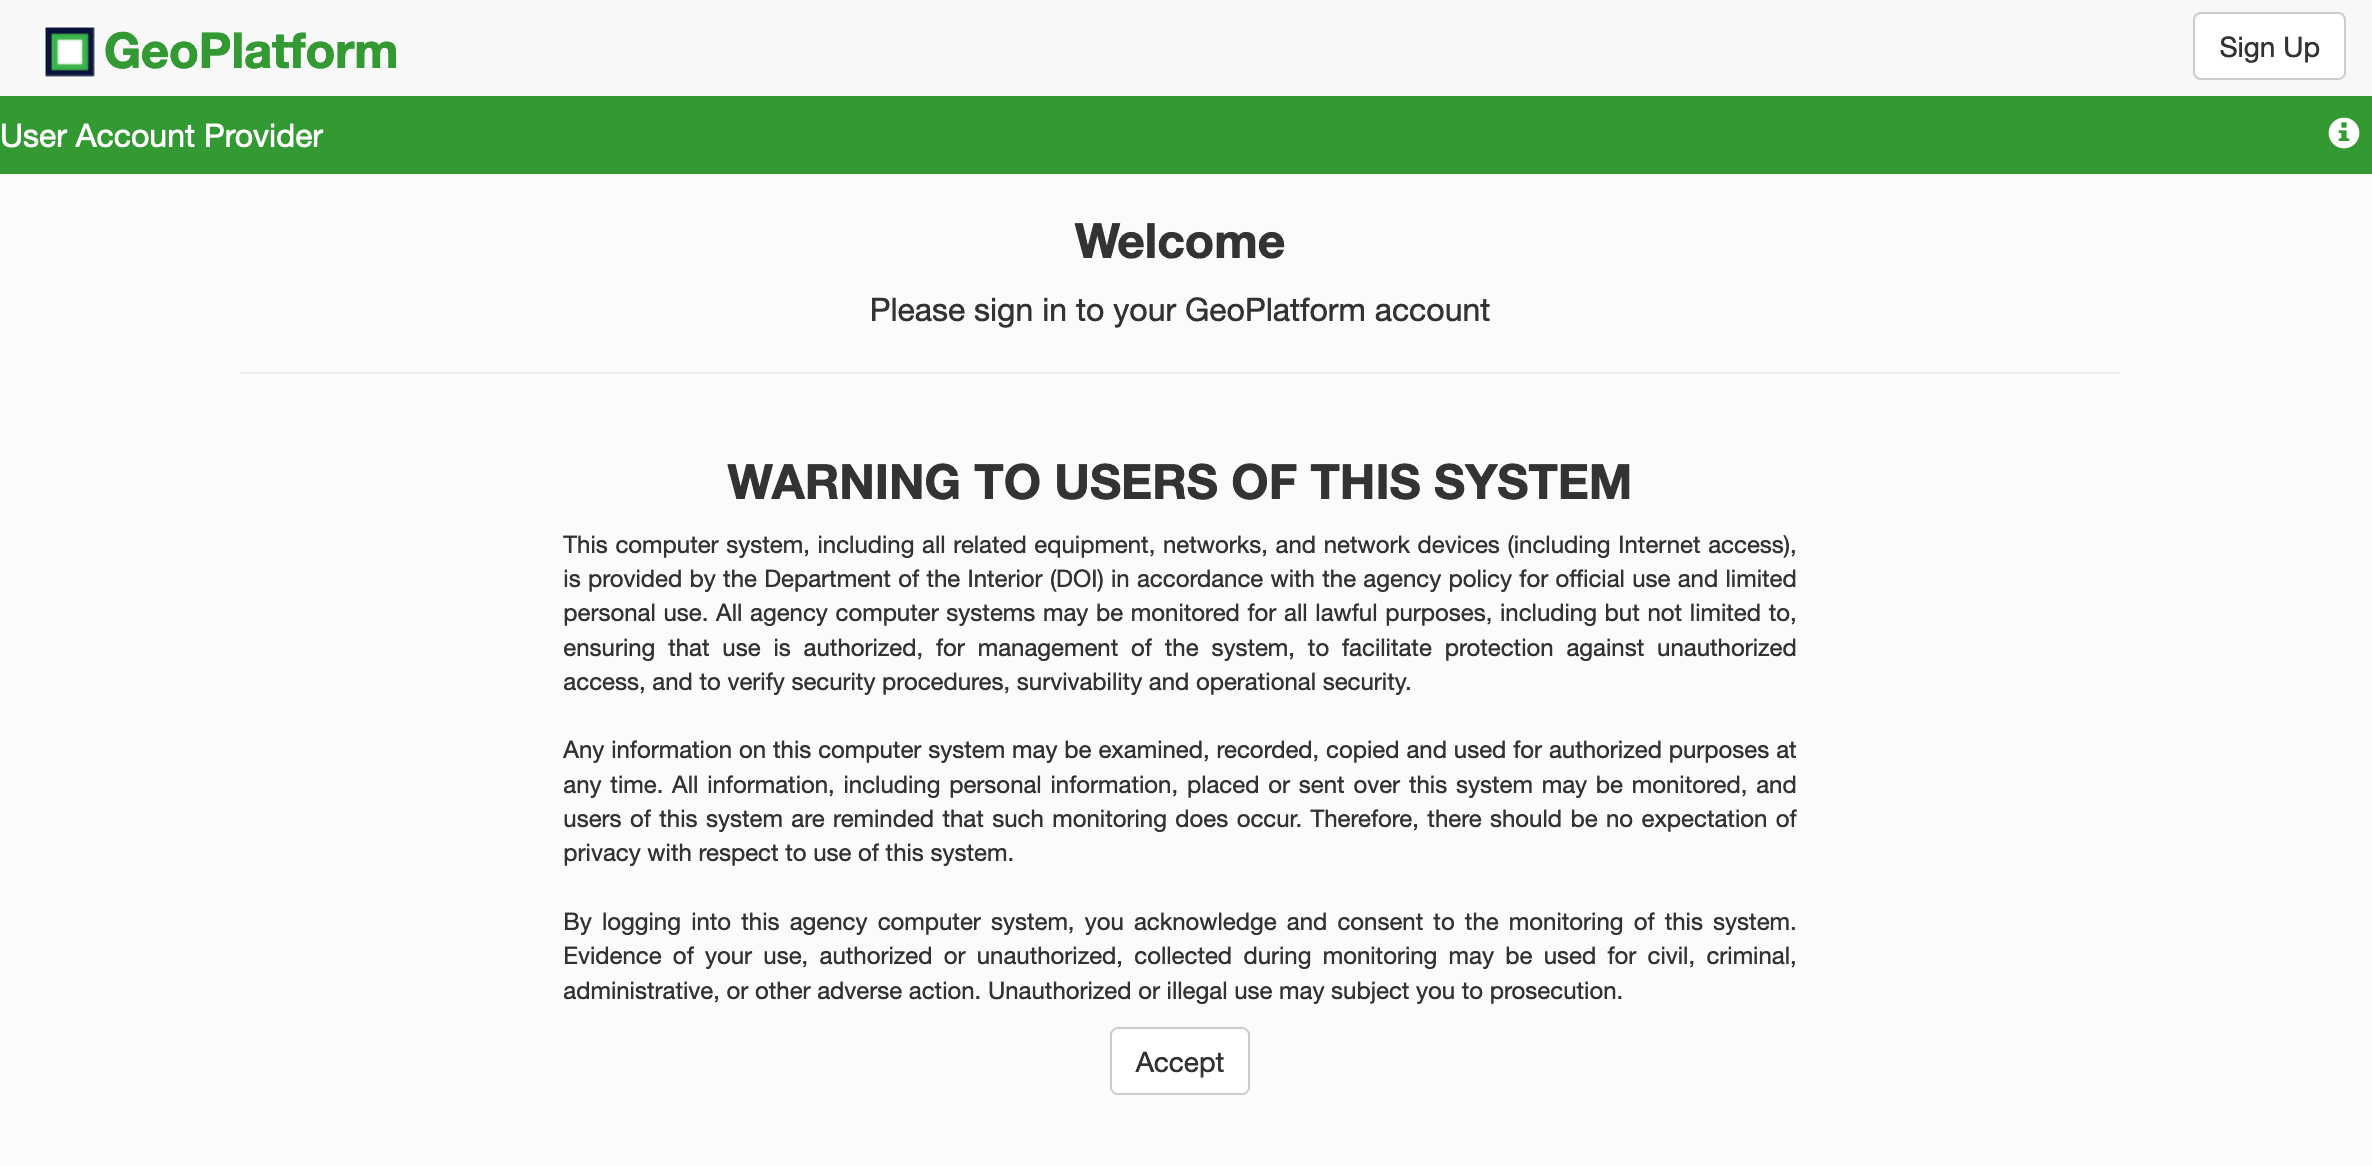 GeoPlatform
Sign Up
User Account Provider
Welcome
Please sign in to your GeoPlatform account
WARNING TO USERS OF THIS SYSTEM
This computer system, including all related equipment, networks, and network devices (including Internet access),
is provided by the Department of the Interior (DOI) in accordance with the agency policy for official use and limited
personal use. All agency computer systems may be monitored for all lawful purposes, including but not limited to,
ensuring that use is authorized, for management of the system, to facilitate protection against unauthorized
access, and to verify security procedures, survivability and operational security.
Any information on this computer system may be examined, recorded, copied and used for authorized purposes at
any time. All information, including personal information, placed or sent over this system may be monitored, and
users of this system are reminded that such monitoring does occur. Therefore, there should be no expectation of
privacy with respect to use of this system.
By logging into this agency computer system, you acknowledge and consent to the monitoring of this system.
Evidence of your use, authorized or unauthorized, collected during monitoring may be used for civil, criminal,
administrative, or other adverse action. Unauthorized or illegal use may subject you to prosecution.
Accept